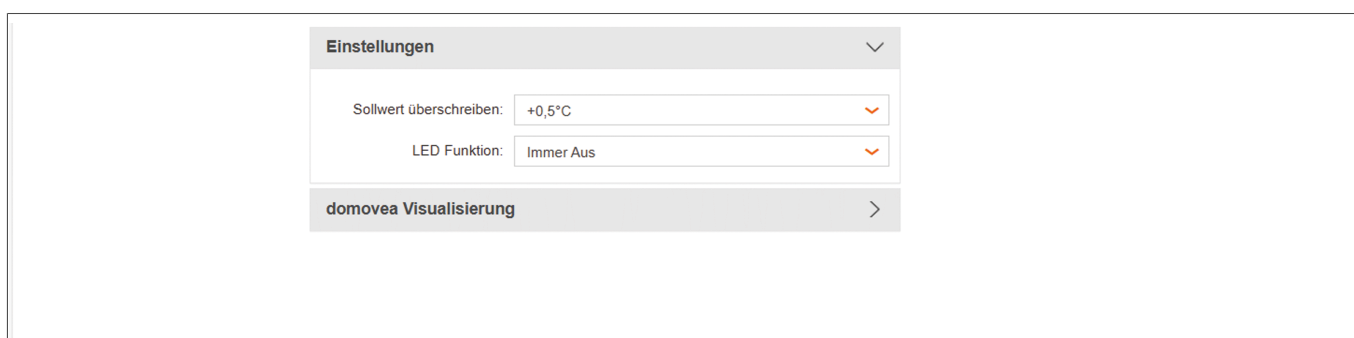 Einstellungen
Sollwert überschreiben: +0,5°C
LED Funktion: Immer Aus
domovea Visualisierung